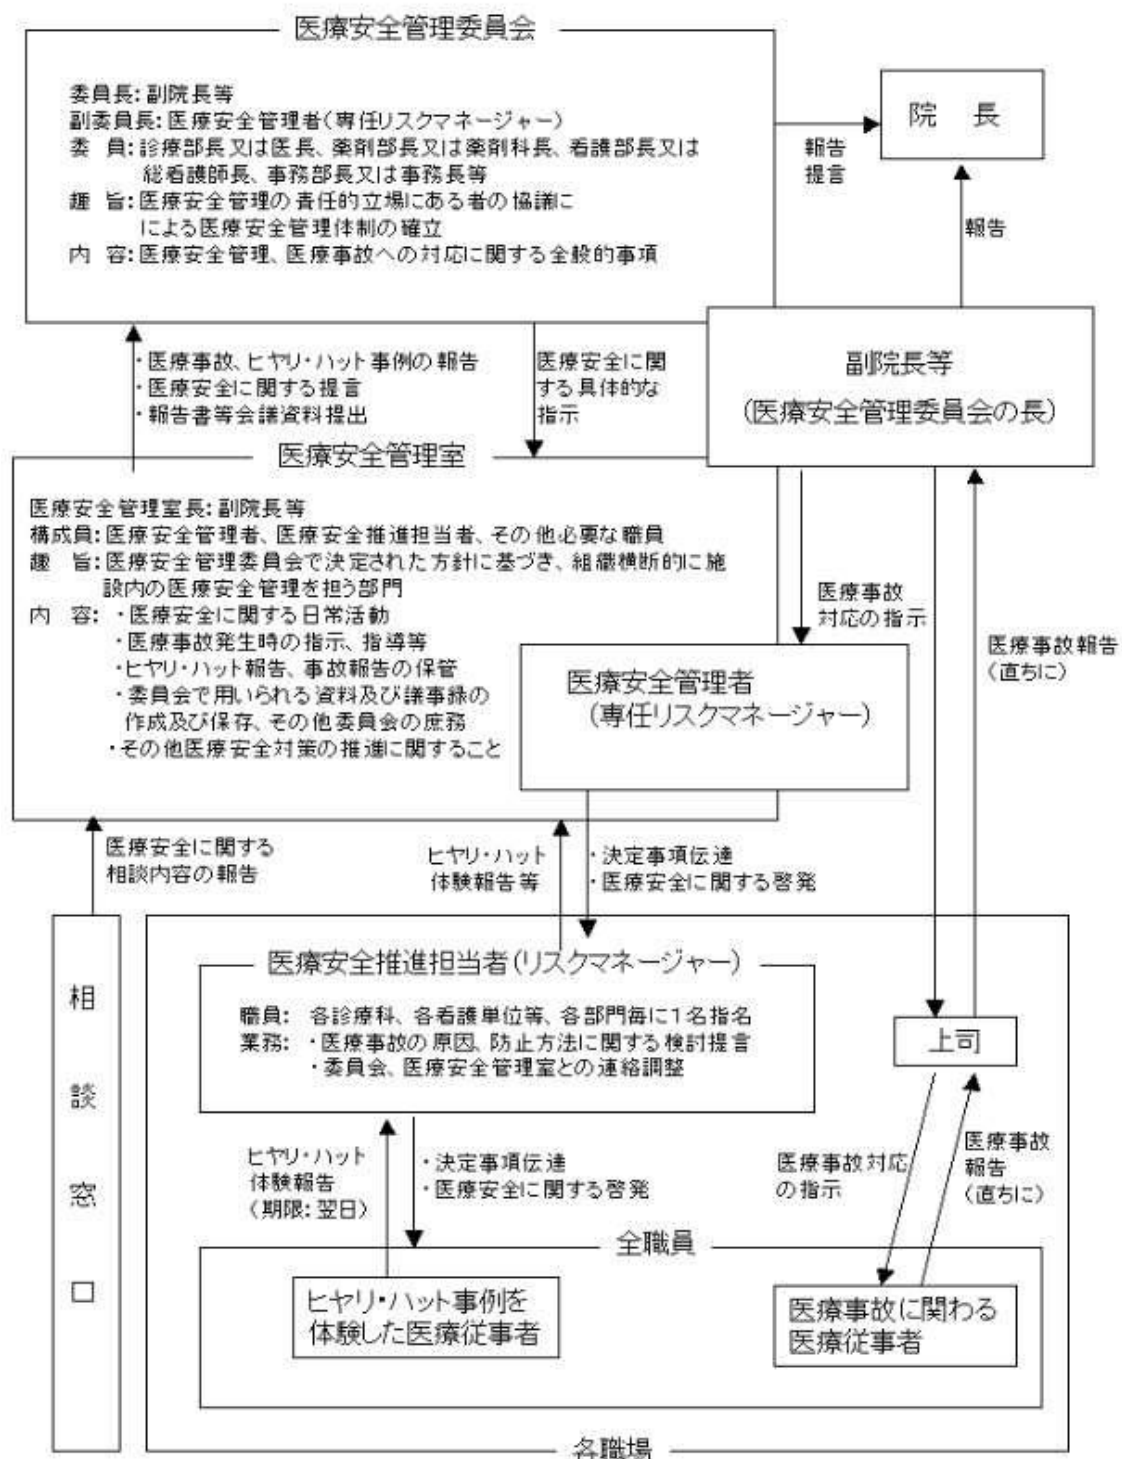 医療安全管理委員会
委員長:副院長等
副委員長:医療安全管理者(専任リスクマネージャー)
委 員:診療部長又は医長、薬剤部長又は薬剤科長、看護部長又は
総看護師長、事務部長又は事務長等
趣 旨:医療安全管理の責任的立場にある者の協議に
による医療安全管理体制の確立
内 容:医療安全管理、医療事故への対応に関する全般的事項
院 長
報告
提言
報告
・医療事故、ヒヤリ・ハット事例の報告
・医療安全に関する提言
・報告書等会議資料提出
医療安全に関
する具体的な
指示
副院長等
(医療安全管理委員会の長)
医療安全管理室
医療安全管理室長:副院長等
構成員:医療安全管理者、医療安全推進担当者、その他必要な職員
趣 旨:医療安全管理委員会で決定された方針に基づき、組織横断的に施
設内の医療安全管理を担う部門
内 容: ・医療安全に関する日常活動
・医療事故発生時の指示、指導等
・ヒヤリ・ハット報告、事故報告の保管
・委員会で用いられる資料及び議事録の
作成及び保存、その他委員会の庶務
・その他医療安全対策の推進に関すること
医療事故
対応の指示
医療事故報告
(直ちに)
医療安全管理者
(専任リスクマネージャー)
医療安全に関する
相談内容の報告
ヒヤリ・ハット
体験報告等
・決定事項伝達
・医療安全に関する啓発
相談窓口
医療安全推進担当者(リスクマネージャー)
職員: 各診療科、各看護単位等、各部門毎に1名指名
業務: ・医療事故の原因、防止方法に関する検討提言
・委員会、医療安全管理室との連絡調整
上司
ヒヤリ・ハット
体験報告
(期限:翌日)
・決定事項伝達
・医療安全に関する啓発
医療事故対応
の指示
医療事故
報告
(直ちに)
全職員
ヒヤリ・ハット事例を
体験した医療従事者
医療事故に関わる
医療従事者
各職場